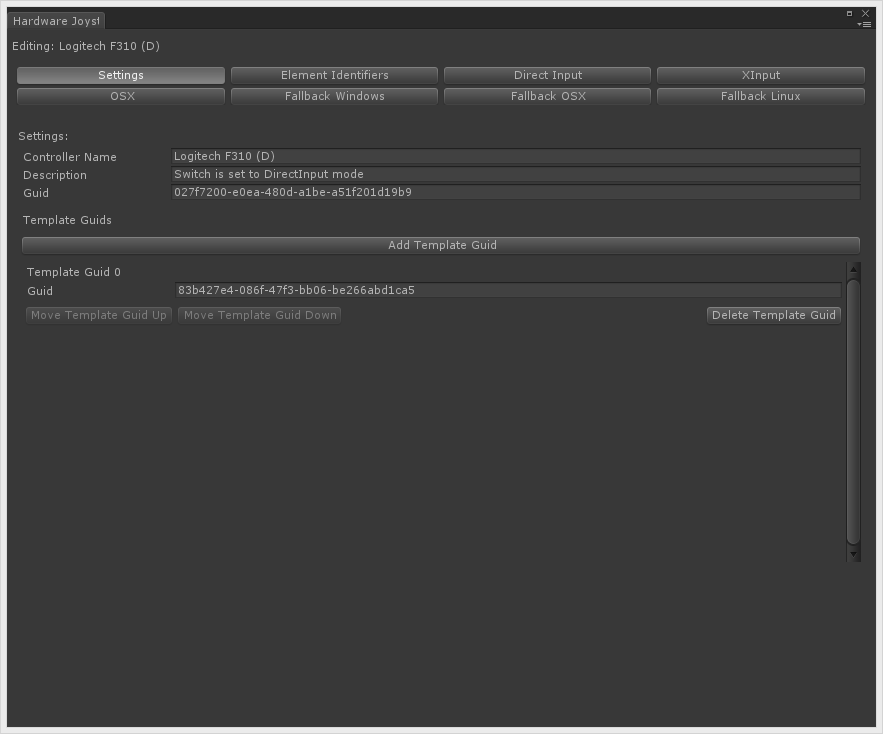 Hardware Joyst
Editing: Logitech F310 (D)
Settings Element Identifiers Direct Input XInput
OSX Fallback Windows Fallback OSX Fallback Linux
Settings:
Controller Name Logitech F310 (D)
Description Switch is set to DirectInput mode
Guid 027f7200-e0ea-480d-a1be-a51f201d19b9
Template Guids
Add Template Guid
Template Guid 0
Guid 83b427e4-086f-47f3-bb06-be266abd1ca5
Move Template Guid Up Move Template Guid Down Delete Template Guid